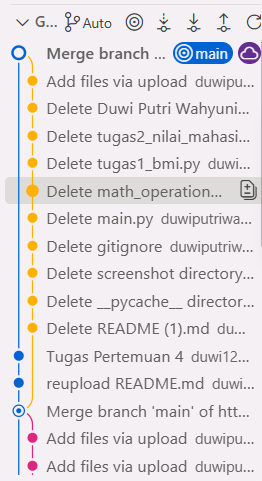 G... Auto
Merge branch ... main
Add files via upload duwipu...
Delete Duwi Putri Wahyuni...
Delete tugas2_nilai_mahasi...
Delete tugas1_bmi.py duwi...
Delete math_operation...
Delete main.py duwiputriwa...
Delete gitignore duwiputriw...
Delete screenshot directory...
Delete __pycache__ director...
Delete README (1).md du...
Tugas Pertemuan 4 duwi12...
reupload README.md duwi...
Merge branch 'main' of htt...
Add files via upload duwipu...
Add files via upload duwipu...